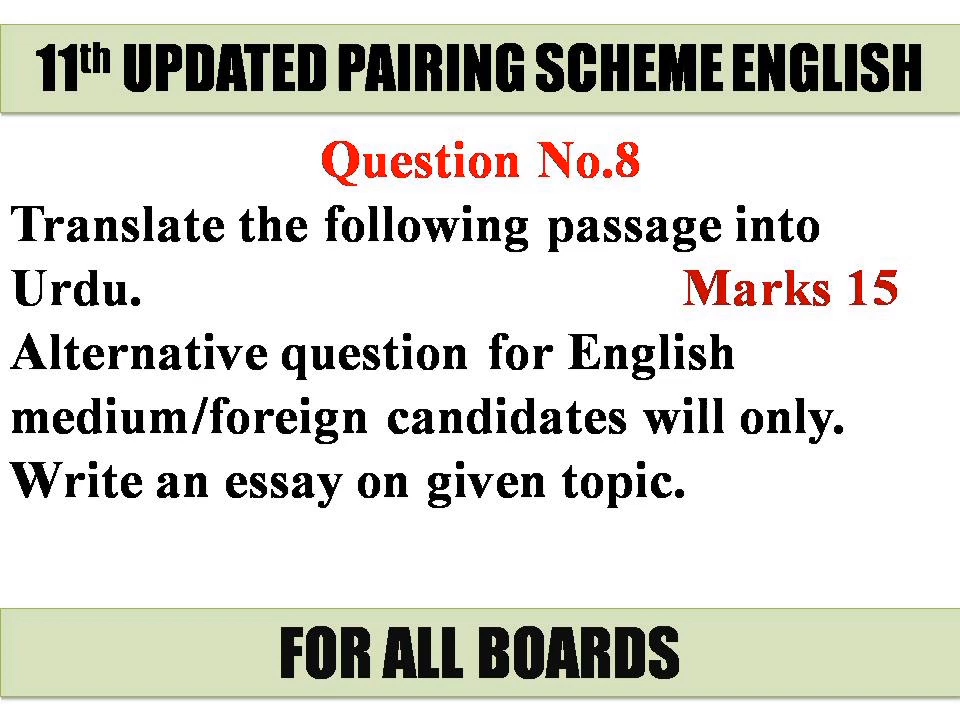 11th UPDATED PAIRING SCHEME ENGLISH
Question No.8
Translate the following passage into
Urdu. Marks 15
Alternative question for English
medium/foreign candidates will only.
Write an essay on given topic.
FOR ALL BOARDS